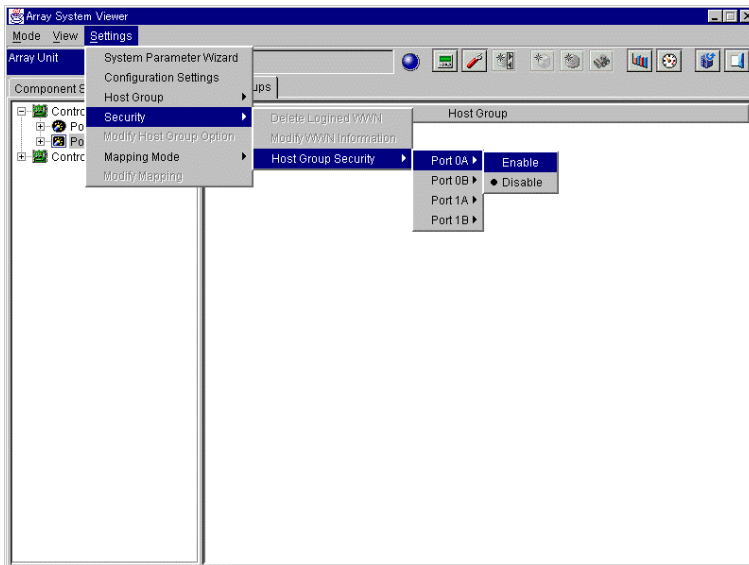 Array System Viewer
Mode View Settings
Array Unit
Component S
ups
System Parameter Wizard
Configuration Settings
Host Group
Security
Modify Host Group Option
Mapping Mode
Modify Mapping
Contro
Po
Po
Contro
Delete Logined WWN
Modify WWN Information
Host Group Security
Host Group
Port 0A
Port 0B
Port 1A
Port 1B
Enable
Disable